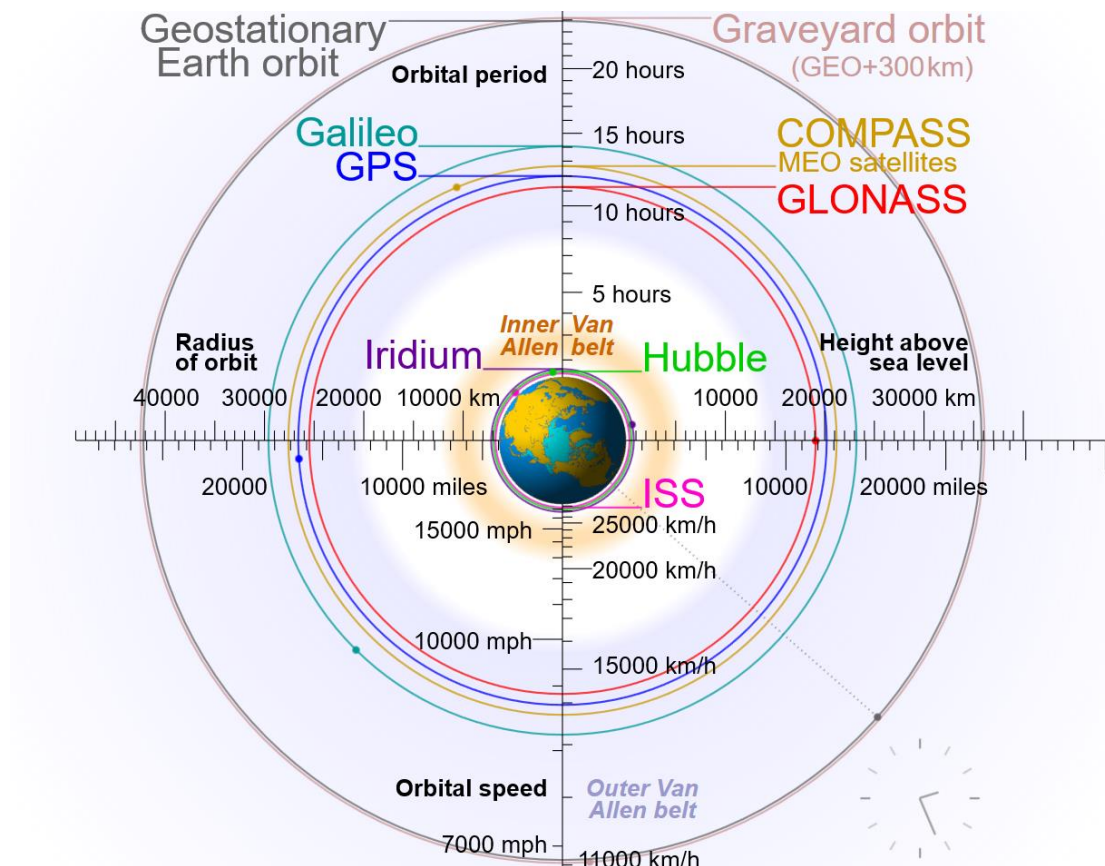 Geostationary
Earth orbit
Graveyard orbit
(GEO+300km)
Orbital period
20 hours
Galileo
15 hours
COMPASS
MEO satellites
GPS
GLONASS
10 hours
5 hours
Inner Van
Allen belt
Radius
of orbit
Iridium
Hubble
Height above
sea level
40000
30000
20000
10000 km
10000
20000
30000 km
20000
10000 miles
ISS
10000
20000 miles
15000 mph
25000 km/h
20000 km/h
10000 mph
15000 km/h
Orbital speed
Outer Van
Allen belt
7000 mph
11000 km/h